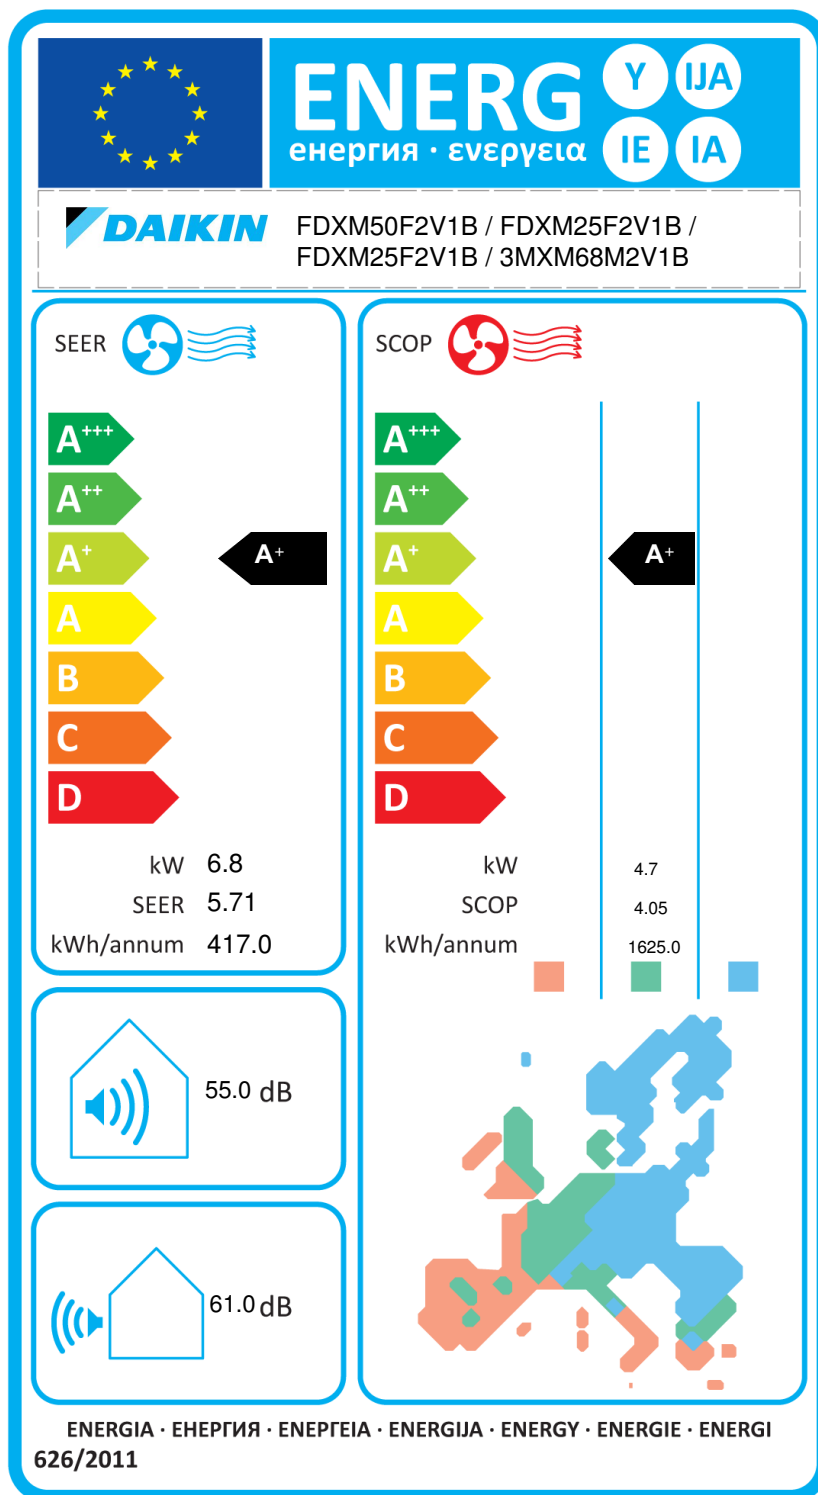 ENERG
енергия · ενεργεια
Y IJA
IE IA
DAIKIN
FDXM50F2V1B / FDXM25F2V1B /
FDXM25F2V1B / 3MXM68M2V1B
SEER
A+++
A++
A+
A
B
C
D
A+
kW 6.8
SEER 5.71
kWh/annum 417.0
SCOP
A+++
A++
A+
A
B
C
D
A+
kW 4.7
SCOP 4.05
kWh/annum 1625.0
55.0 dB
61.0 dB
ENERGIA · ЕНЕРГИЯ · ΕΝΕΡΓΕΙΑ · ENERGIJA · ENERGY · ENERGIE · ENERGI
626/2011